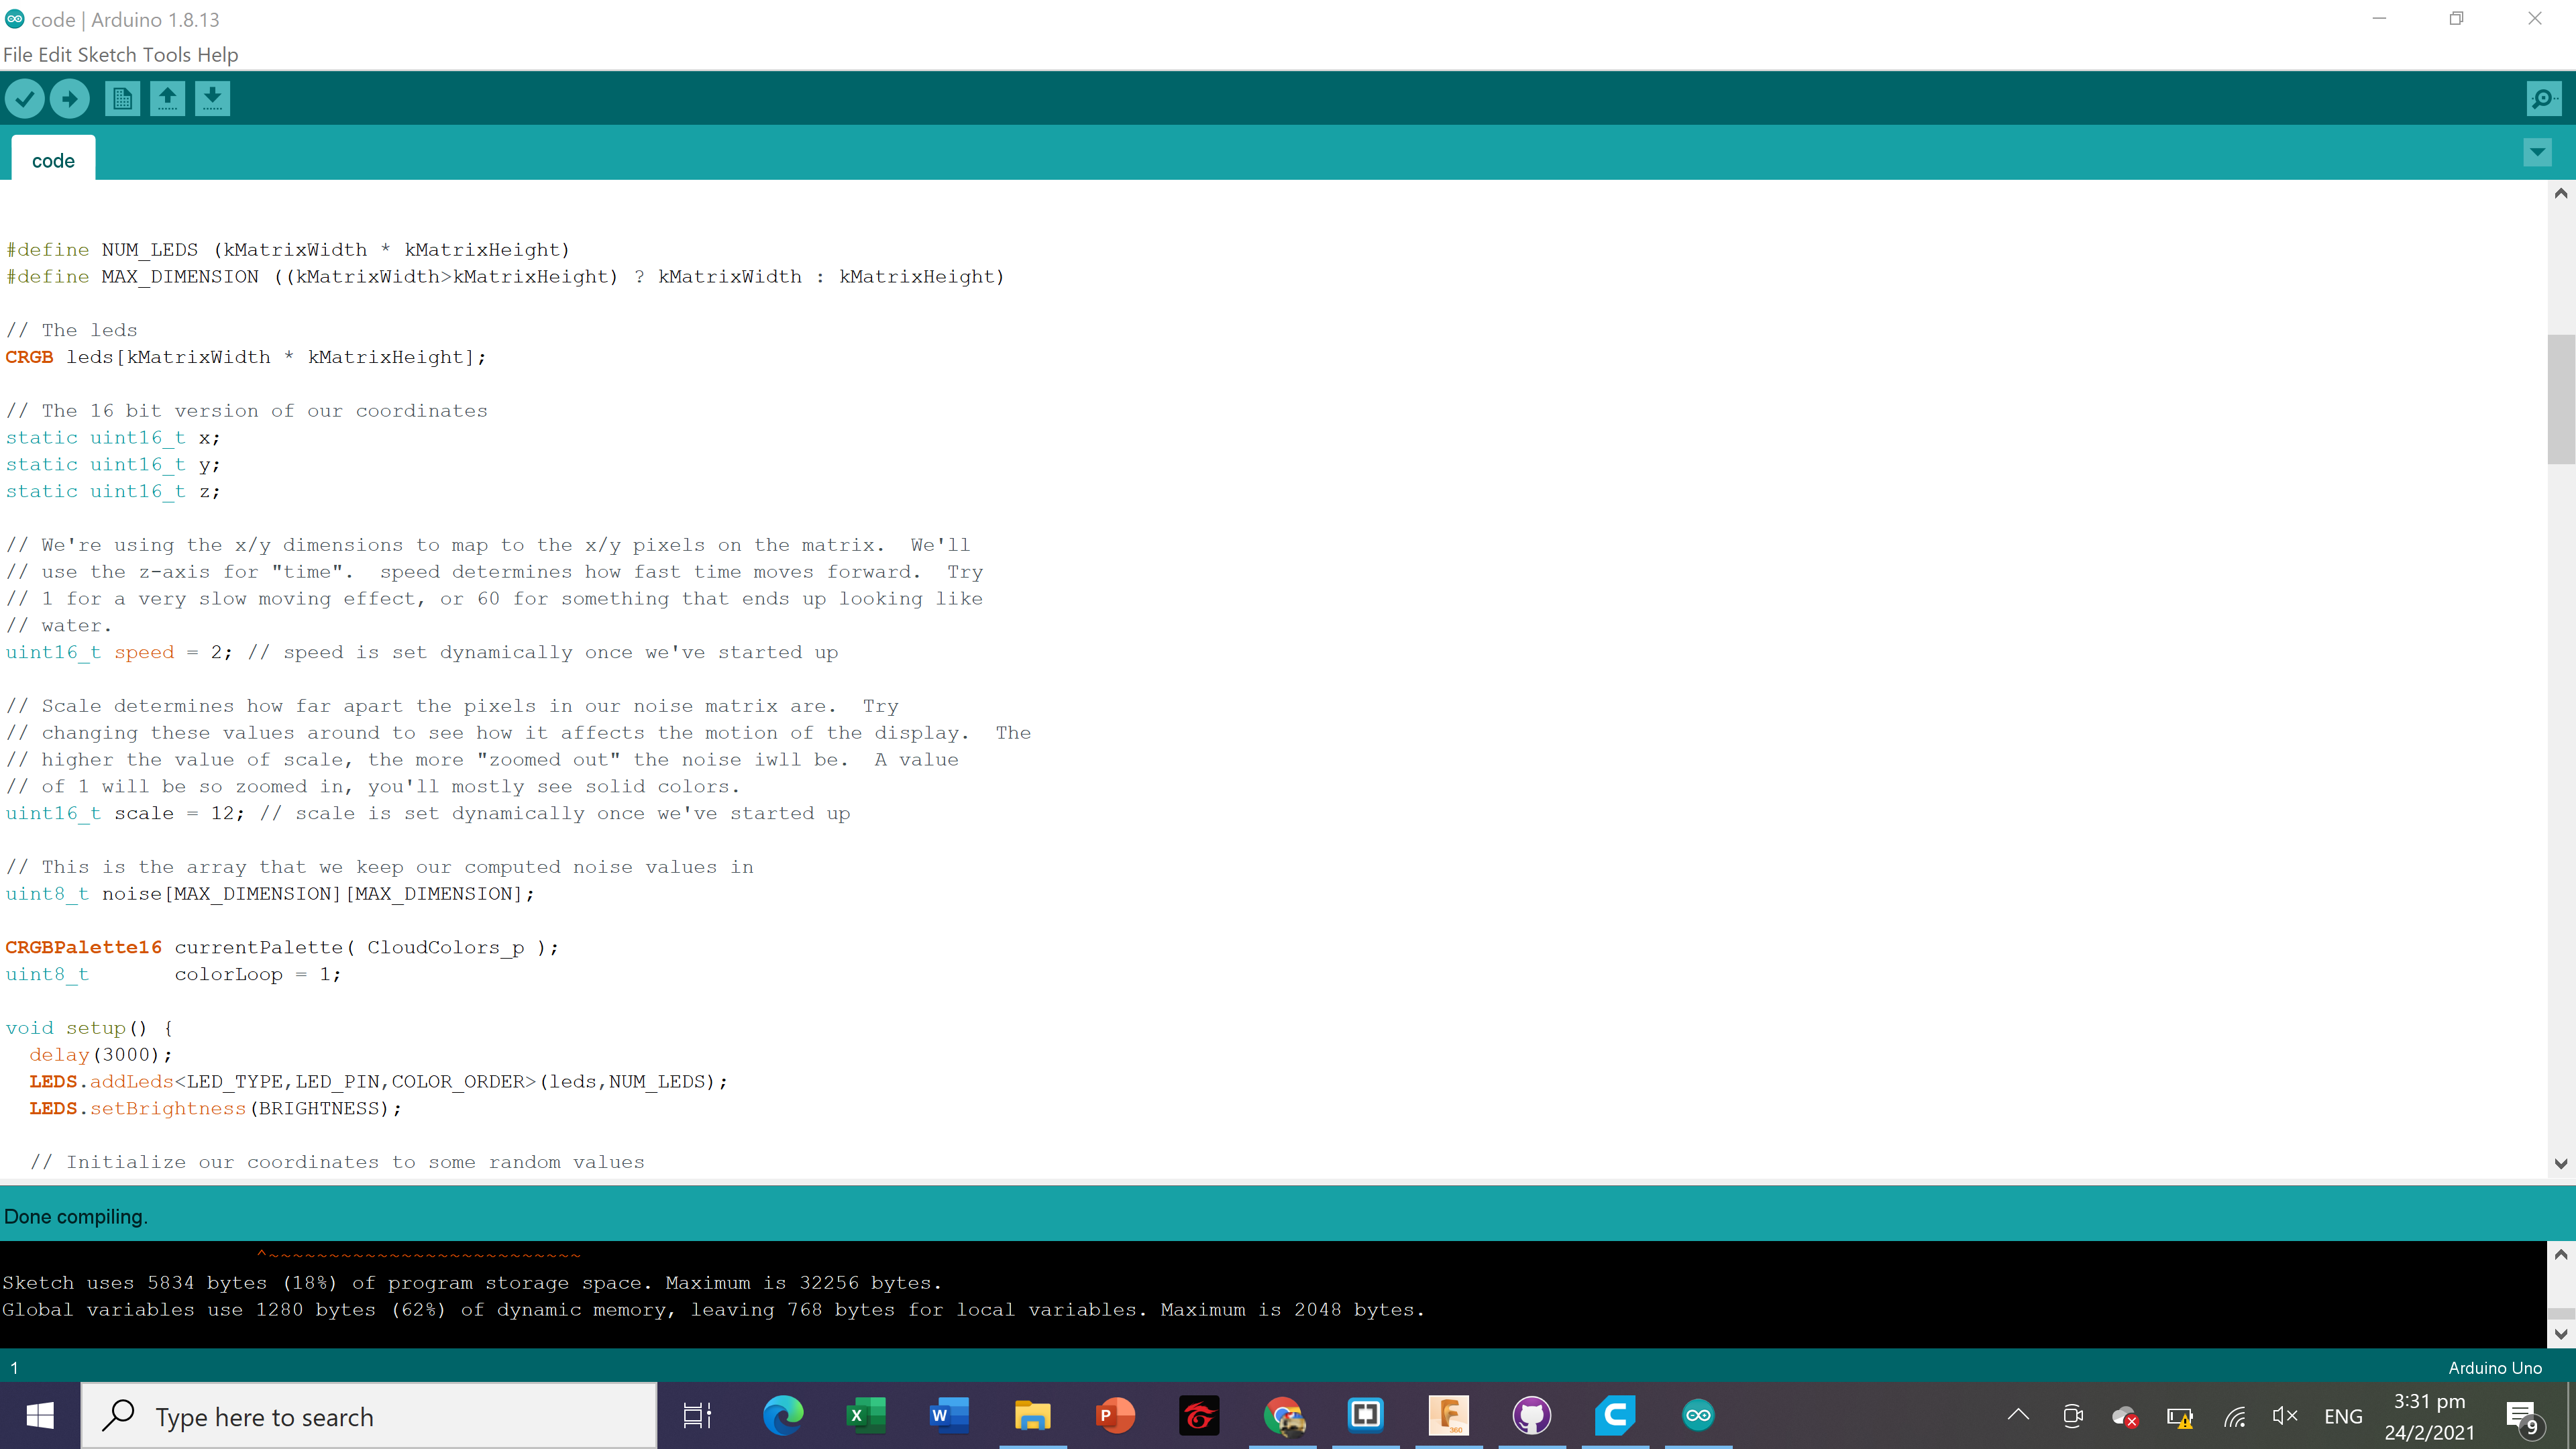 code | Arduino 1.8.13
File Edit Sketch Tools Help
code
#define NUM_LEDS (kMatrixWidth * kMatrixHeight)
#define MAX_DIMENSION ((kMatrixWidth>kMatrixHeight) ? kMatrixWidth : kMatrixHeight)
// The leds
CRGB leds[kMatrixWidth * kMatrixHeight];
// The 16 bit version of our coordinates
static uint16_t x;
static uint16_t y;
static uint16_t z;
// We're using the x/y dimensions to map to the x/y pixels on the matrix.  We'll
// use the z-axis for "time".  speed determines how fast time moves forward.  Try
// 1 for a very slow moving effect, or 60 for something that ends up looking like
// water.
uint16_t speed = 2; // speed is set dynamically once we've started up
// Scale determines how far apart the pixels in our noise matrix are.  Try
// changing these values around to see how it affects the motion of the display.  The
// higher the value of scale, the more "zoomed out" the noise iwll be.  A value
// of 1 will be so zoomed in, you'll mostly see solid colors.
uint16_t scale = 12; // scale is set dynamically once we've started up
// This is the array that we keep our computed noise values in
uint8_t noise[MAX_DIMENSION][MAX_DIMENSION];
CRGBPalette16 currentPalette( CloudColors_p );
uint8_t       colorLoop = 1;
void setup() {
  delay(3000);
  LEDS.addLeds<LED_TYPE,LED_PIN,COLOR_ORDER>(leds,NUM_LEDS);
  LEDS.setBrightness(BRIGHTNESS);
  // Initialize our coordinates to some random values
Done compiling.
^~~~~~~~~~~~~~~~~~~~~~~~~~~
Sketch uses 5834 bytes (18%) of program storage space. Maximum is 32256 bytes.
Global variables use 1280 bytes (62%) of dynamic memory, leaving 768 bytes for local variables. Maximum is 2048 bytes.
1
Arduino Uno
Type here to search
ENG
3:31 pm
24/2/2021
9